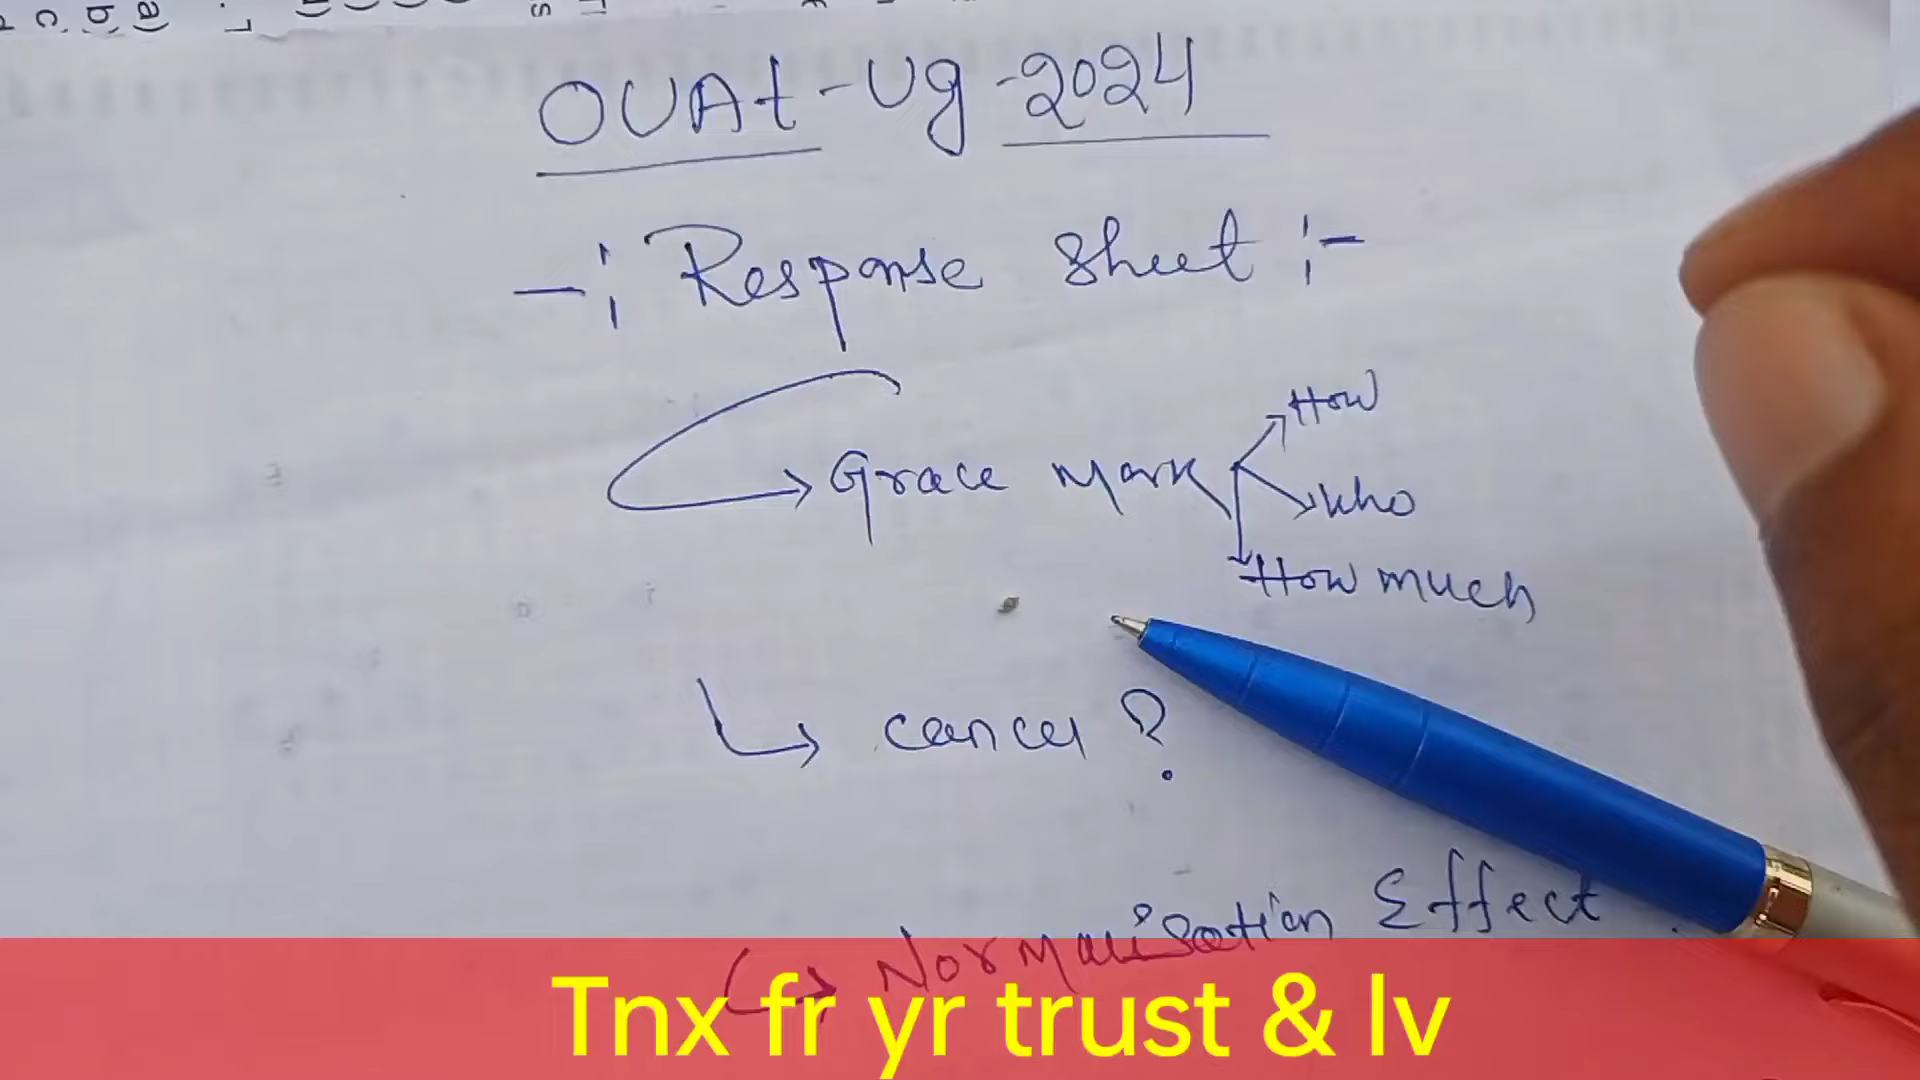 OUAt-Ug-2024
-: Response Sheet :-
→ Grace Mark
How
Who
How much
↳ cancel ?
↳ Normalisation Effect
Tnx fr yr trust & lv